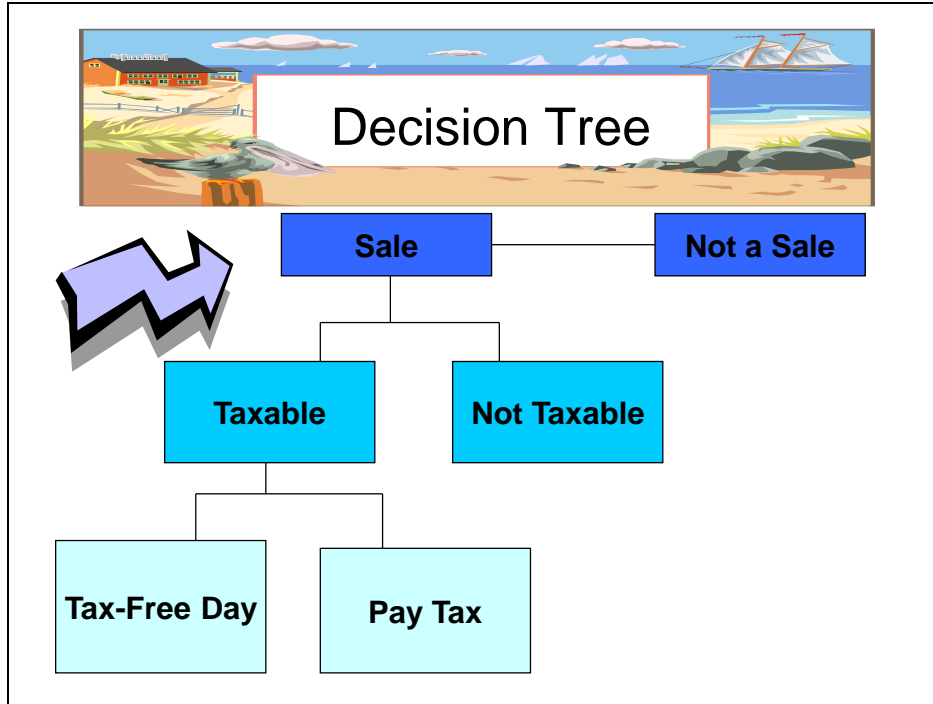 Decision Tree
Sale
Not a Sale
Taxable
Not Taxable
Tax-Free Day
Pay Tax